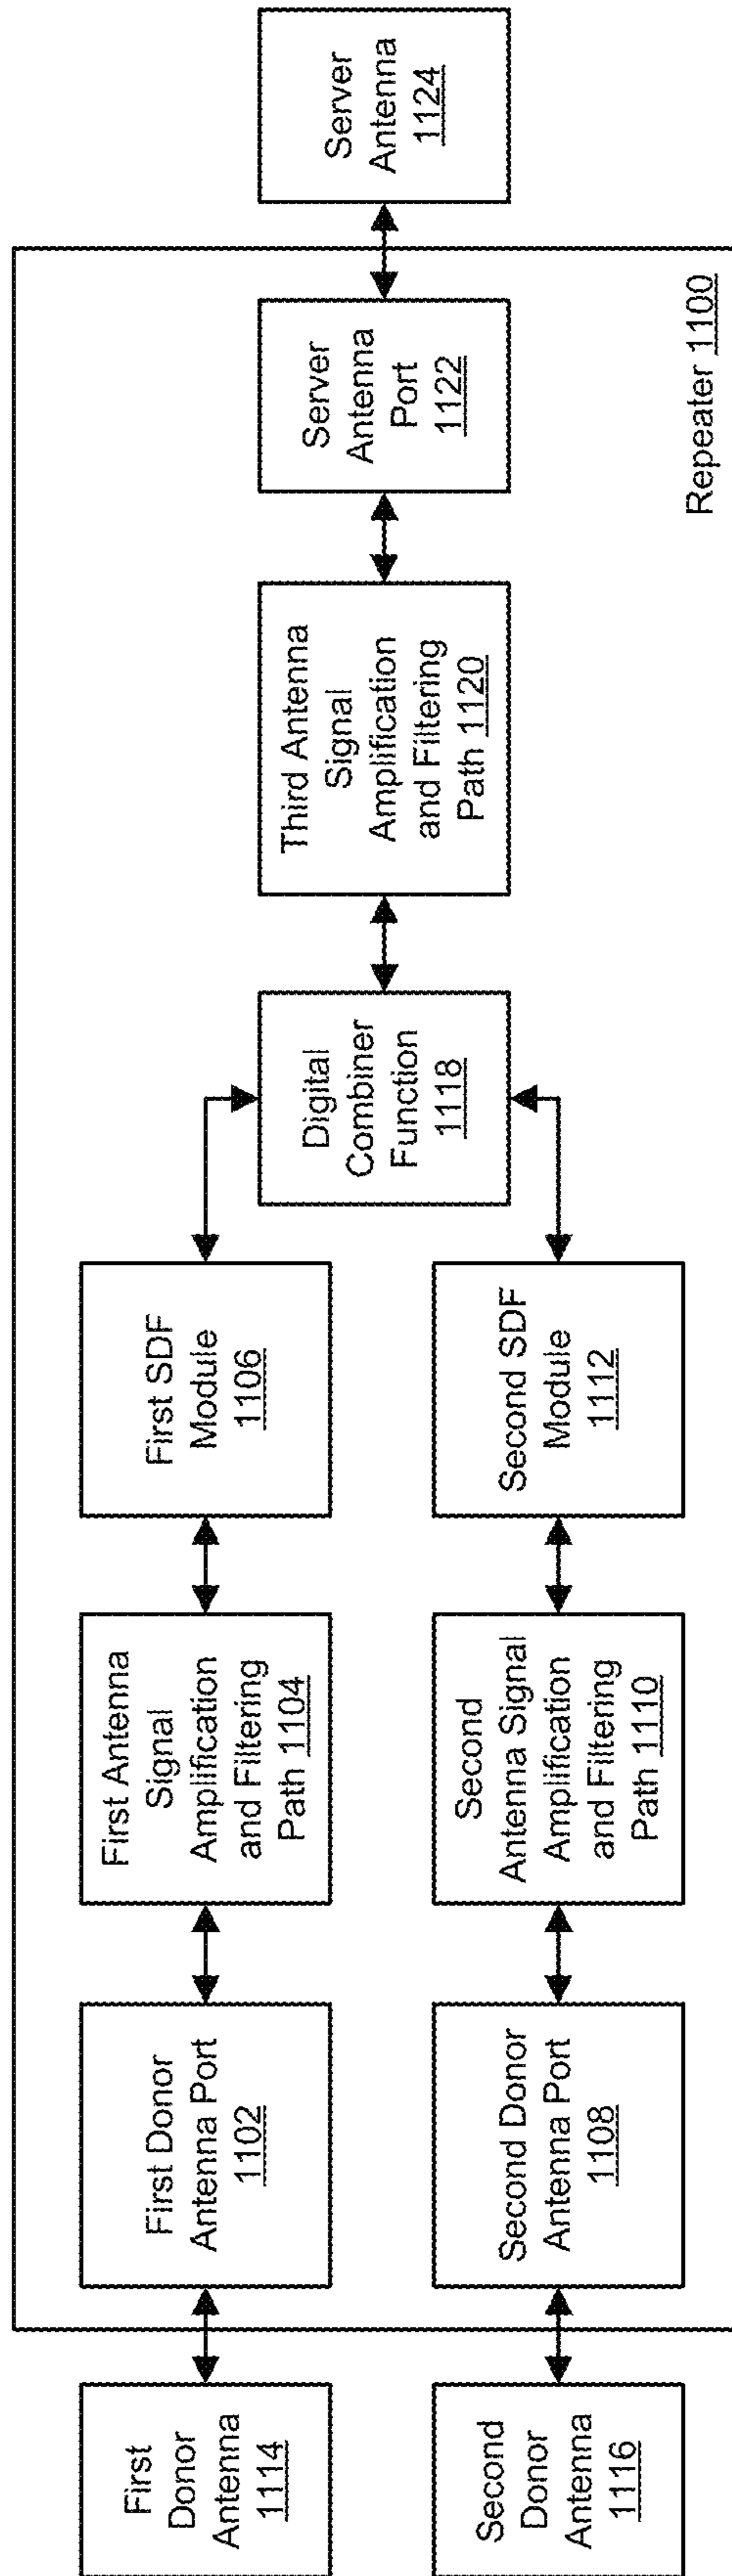 First
Donor
Antenna
1114
First Donor
Antenna Port
1102
First Antenna
Signal
Amplification
and Filtering
Path 1104
First SDF
Module
1106
Second
Donor
Antenna
1116
Second Donor
Antenna Port
1108
Second
Antenna Signal
Amplification
and Filtering
Path 1110
Second SDF
Module
1112
Digital
Combiner
Function
1118
Third Antenna
Signal
Amplification
and Filtering
Path 1120
Server
Antenna
Port
1122
Server
Antenna
1124
Repeater 1100